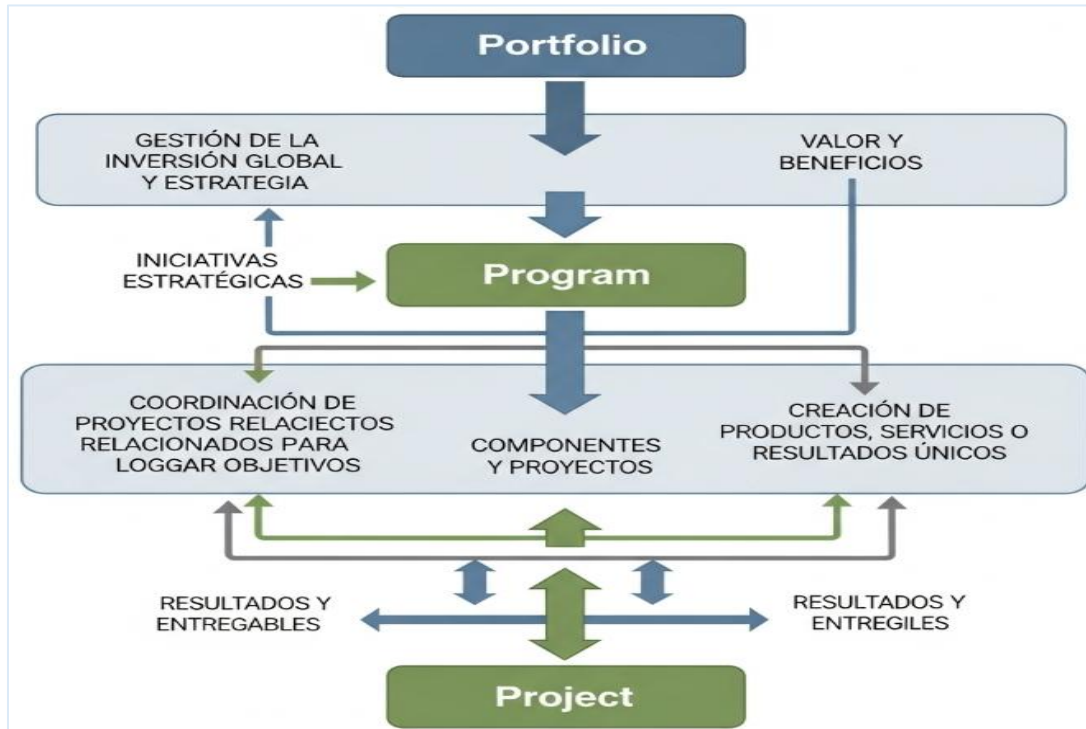 Portfolio
GESTIÓN DE LA
INVERSIÓN GLOBAL
Y ESTRATEGIA
VALOR Y
BENEFICIOS
INICIATIVAS
ESTRATÉGICAS
Program
COORDINACIÓN DE
PROYECTOS RELACIECTOS
RELACIONADOS PARA
LOGGAR OBJETIVOS
COMPONENTES
Y PROYECTOS
CREACIÓN DE
PRODUCTOS, SERVICIOS O
RESULTADOS ÚNICOS
RESULTADOS Y
ENTREGABLES
RESULTADOS Y
ENTREGILES
Project